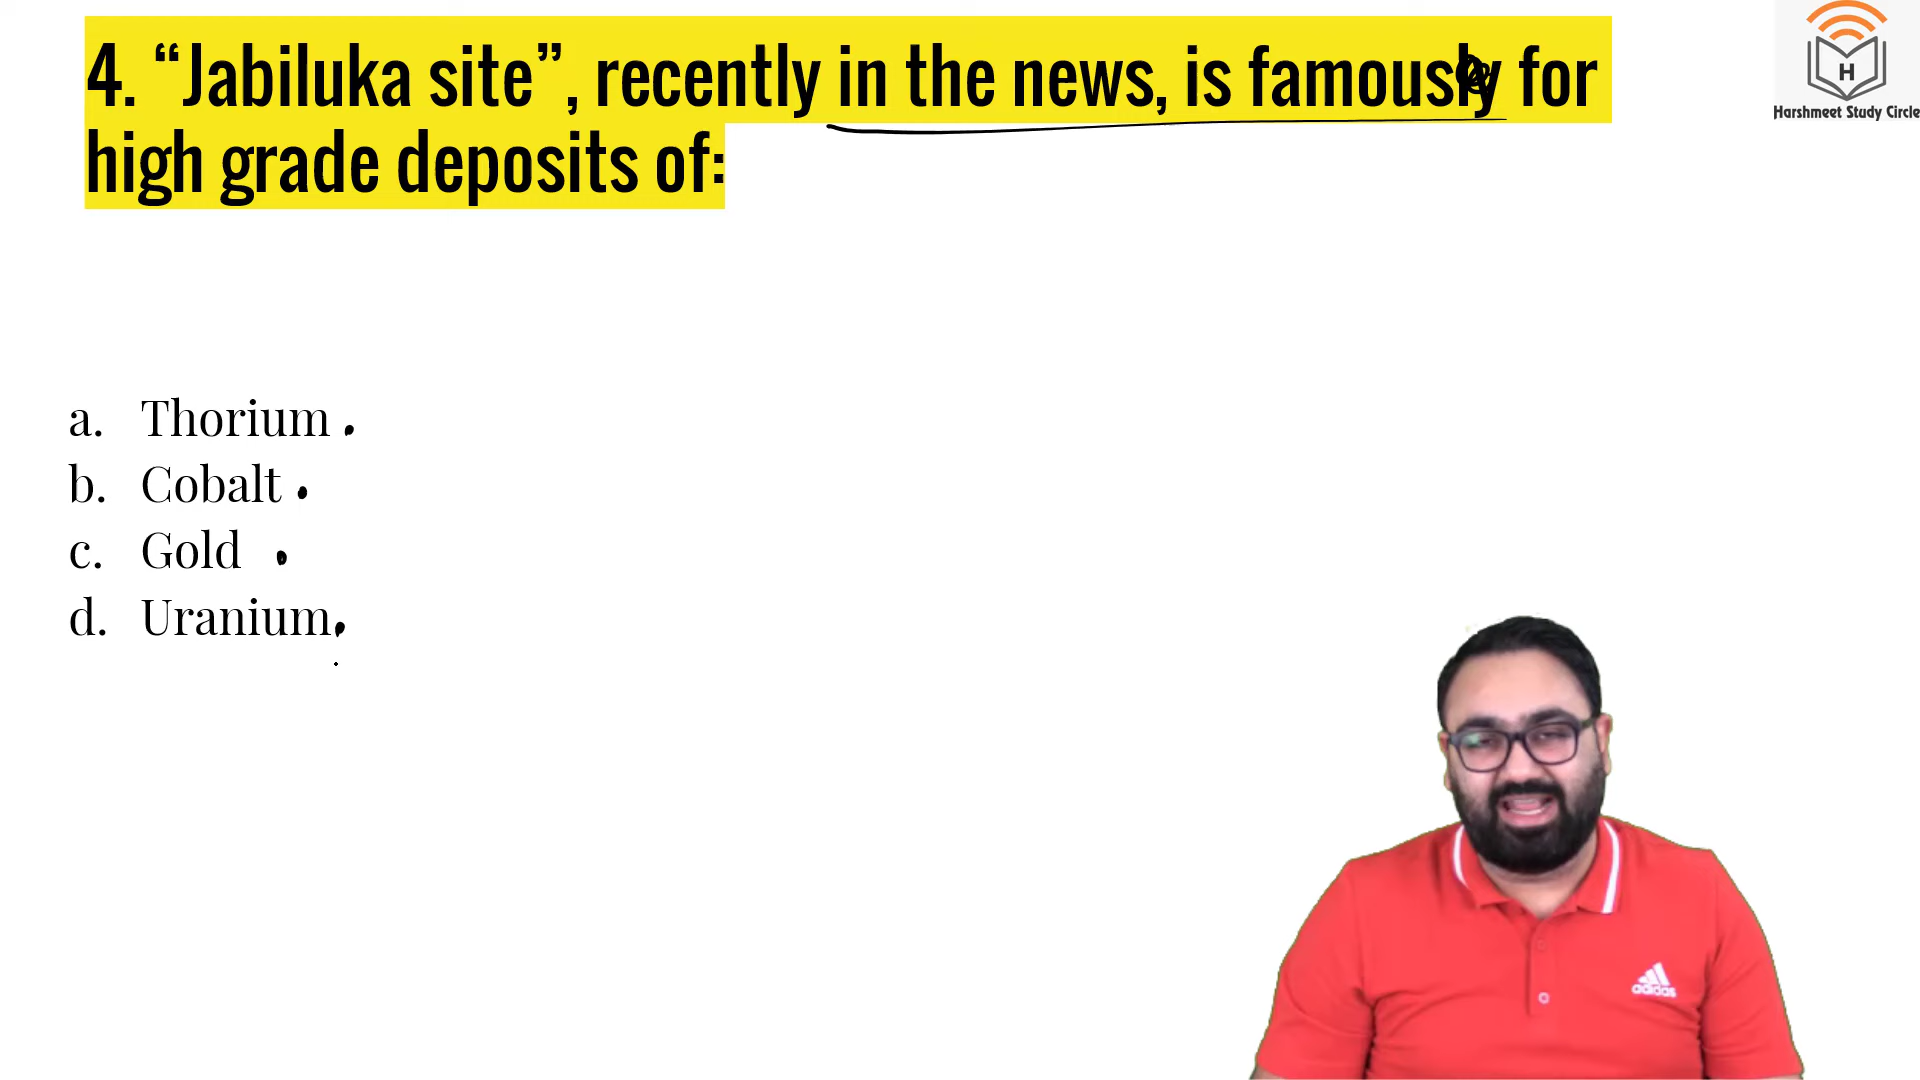 4. “Jabiluka site”, recently in the news, is famously for
high grade deposits of:
H
Harshmeet Study Circle
a. Thorium
b. Cobalt
c. Gold
d. Uranium
adidas